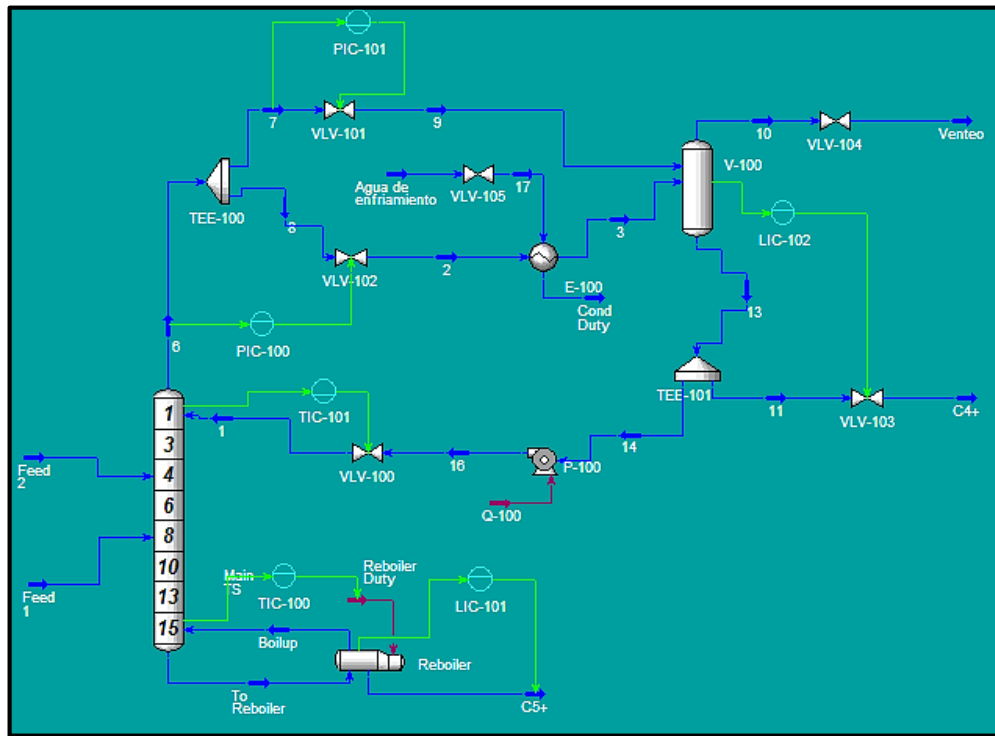 PIC-101
7
VLV-101
9
10
VLV-104
Venteo
V-100
Agua de
enfriamiento
VLV-105
17
TEE-100
8
VLV-102
2
E-100
3
LIC-102
Cond
Duty
13
6
PIC-100
TEE-101
11
VLV-103
C4+
1
3
4
6
8
10
13
15
TIC-101
1
VLV-100
16
P-100
14
Q-100
Feed
2
Feed
1
Main
TS
TIC-100
Reboiler
Duty
LIC-101
Boilup
Reboiler
To
Reboiler
C5+